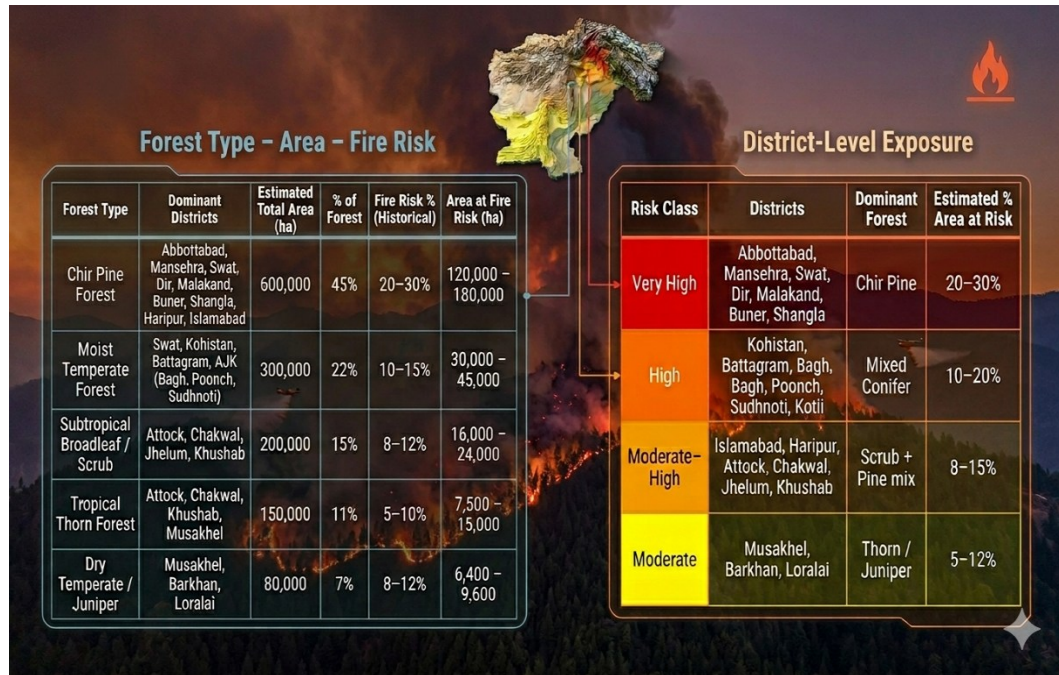 Forest Type – Area – Fire Risk
Forest Type
Dominant
Districts
Estimated
Total Area
(ha)
% of
Forest
Fire Risk %
(Historical)
Area at Fire
Risk (ha)
Chir Pine
Forest
Abbottabad,
Mansehra, Swat,
Dir, Malakand,
Buner, Shangla,
Haripur, Islamabad
600,000
45%
20–30%
120,000 –
180,000
Moist
Temperate
Forest
Swat, Kohistan,
Battagram, AJK
(Bagh, Poonch,
Sudhnoti)
300,000
22%
10–15%
30,000 –
45,000
Subtropical
Broadleaf /
Scrub
Attock, Chakwal,
Jhelum, Khushab
200,000
15%
8–12%
16,000 –
24,000
Tropical
Thorn Forest
Attock, Chakwal,
Khushab,
Musakhel
150,000
11%
5–10%
7,500 –
15,000
Dry
Temperate /
Juniper
Musakhel,
Barkhan,
Loralai
80,000
7%
8–12%
6,400 –
9,600
District-Level Exposure
Risk Class
Districts
Dominant
Forest
Estimated %
Area at Risk
Very High
Abbottabad,
Mansehra, Swat,
Dir, Malakand,
Buner, Shangla
Chir Pine
20–30%
High
Kohistan,
Battagram, Bagh,
Bagh, Poonch,
Sudhnoti, Kotii
Mixed
Conifer
10–20%
Moderate–
High
Islamabad, Haripur,
Attock, Chakwal,
Jhelum, Khushab
Scrub +
Pine mix
8–15%
Moderate
Musakhel,
Barkhan, Loralai
Thorn /
Juniper
5–12%